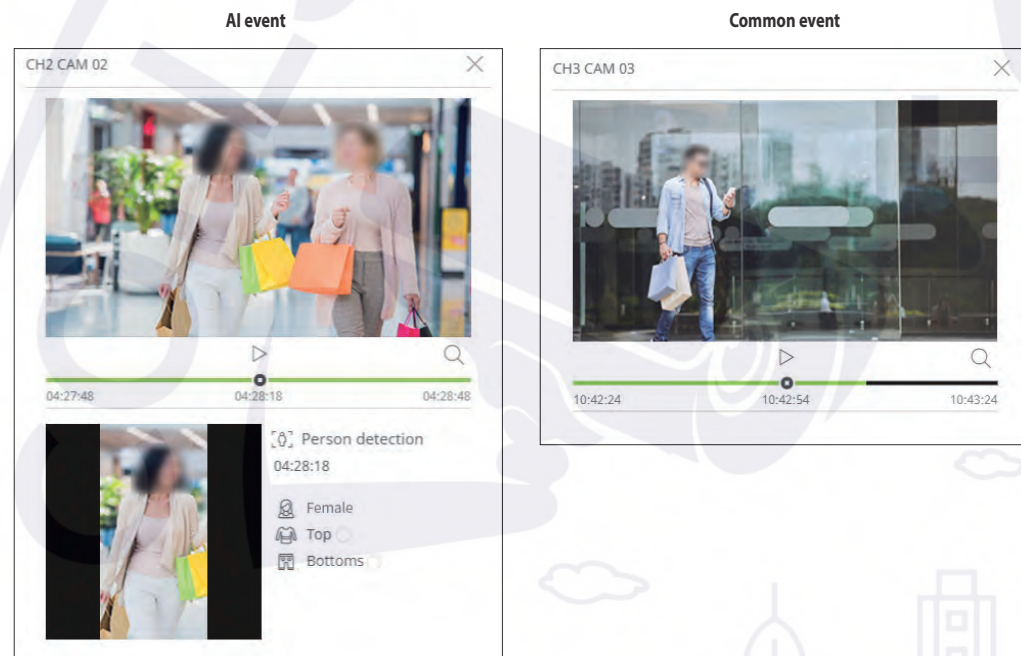 AI event
CH2 CAM 02
04:27:48
04:28:18
04:28:48
Person detection
04:28:18
Female
Top
Bottoms
Common event
CH3 CAM 03
10:42:24
10:42:54
10:43:24